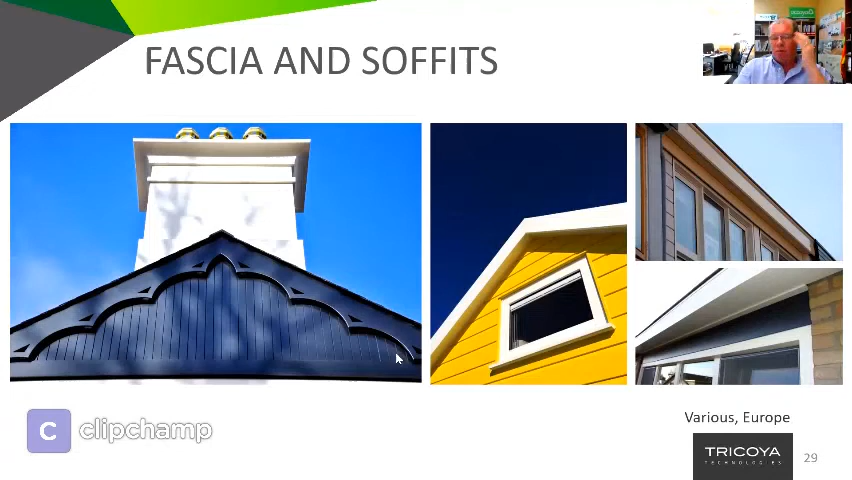 FASCIA AND SOFFITS
clipchamp
Various, Europe
TRICOYA
TECHNOLOGIES
29